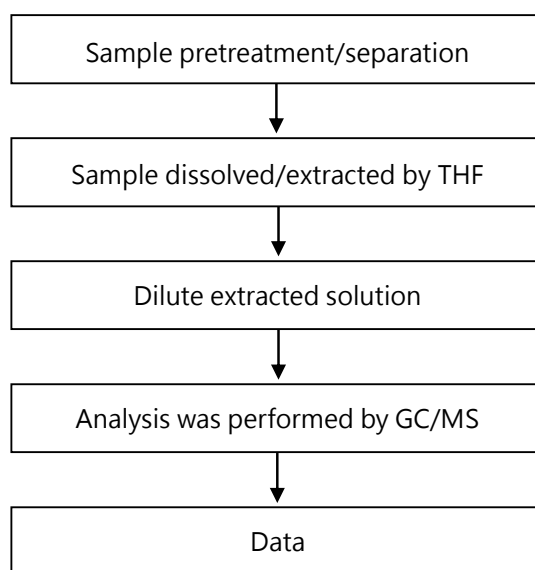 Sample pretreatment/separation
Sample dissolved/extracted by THF
Dilute extracted solution
Analysis was performed by GC/MS
Data